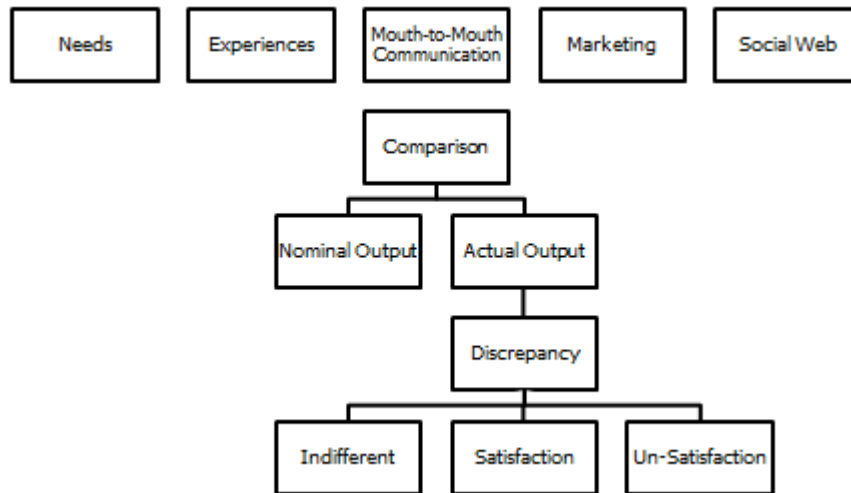 Needs
Experiences
Mouth-to-Mouth
Communication
Marketing
Social Web
Comparison
Nominal Output
Actual Output
Discrepancy
Indifferent
Satisfaction
Un-Satisfaction